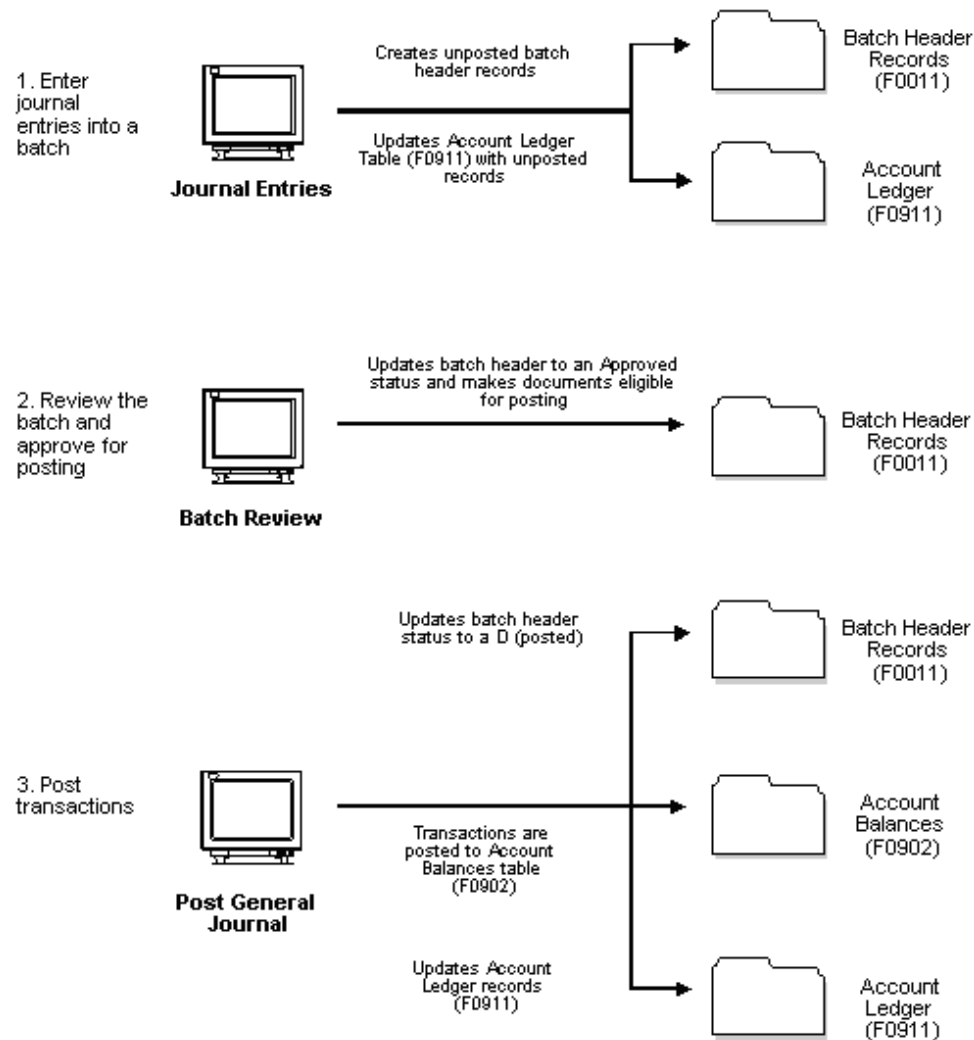 1. Enter
journal
entries into a
batch
Journal Entries
Creates unposted batch
header records
Updates Account Ledger
Table (F0911) with unposted
records
Batch Header
Records
(F0011)
Account
Ledger
(F0911)
2. Review the
batch and
approve for
posting
Batch Review
Updates batch header to an Approved
status and makes documents eligible
for posting
Batch Header
Records
(F0011)
3. Post
transactions
Post General
Journal
Updates batch header
status to a D (posted)
Transactions are
posted to Account
Balances table
(F0902)
Updates Account
Ledger records
(F0911)
Batch Header
Records
(F0011)
Account
Balances
(F0902)
Account
Ledger
(F0911)